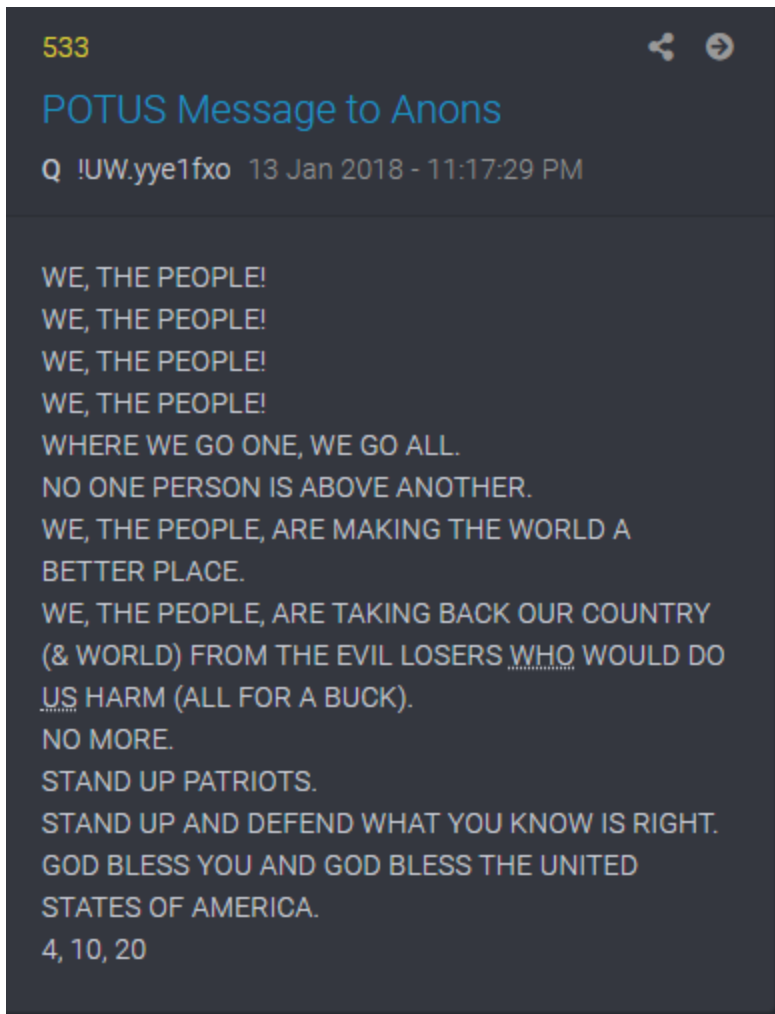 533
POTUS Message to Anons
Q !UW.yye1fxo 13 Jan 2018 - 11:17:29 PM
WE, THE PEOPLE!
WE, THE PEOPLE!
WE, THE PEOPLE!
WE, THE PEOPLE!
WHERE WE GO ONE, WE GO ALL.
NO ONE PERSON IS ABOVE ANOTHER.
WE, THE PEOPLE, ARE MAKING THE WORLD A
BETTER PLACE.
WE, THE PEOPLE, ARE TAKING BACK OUR COUNTRY
(& WORLD) FROM THE EVIL LOSERS WHO WOULD DO
US HARM (ALL FOR A BUCK).
NO MORE.
STAND UP PATRIOTS.
STAND UP AND DEFEND WHAT YOU KNOW IS RIGHT.
GOD BLESS YOU AND GOD BLESS THE UNITED
STATES OF AMERICA.
4, 10, 20